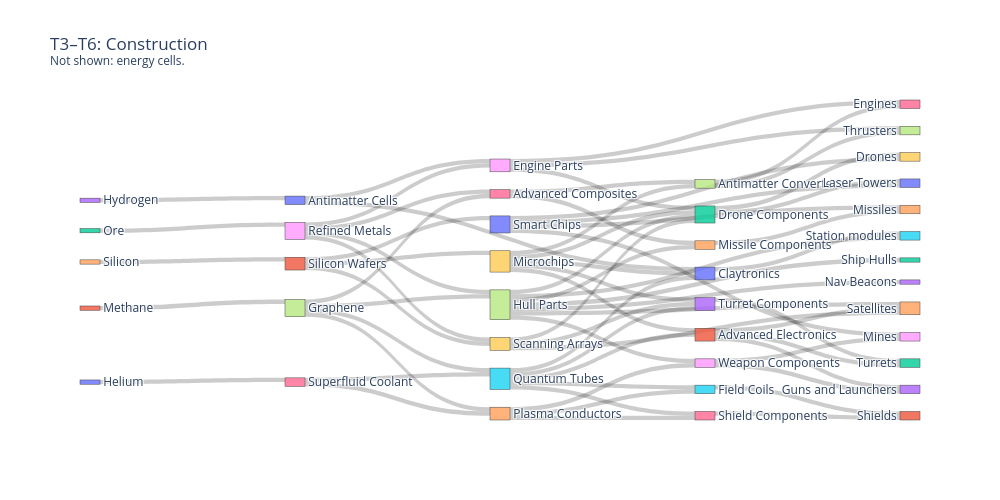 T3–T6: Construction
Not shown: energy cells.
Hydrogen
Ore
Silicon
Methane
Helium
Antimatter Cells
Refined Metals
Silicon Wafers
Graphene
Superfluid Coolant
Engine Parts
Advanced Composites
Smart Chips
Microchips
Hull Parts
Scanning Arrays
Quantum Tubes
Plasma Conductors
Drone Components
Missile Components
Claytronics
Turret Components
Advanced Electronics
Weapon Components
Field Coils
Shield Components
Engines
Thrusters
Drones
Antimatter
Laser Towers
Missiles
Station modules
Ship Hulls
Nav Beacons
Satellites
Mines
Turrets
Guns and Launchers
Shields